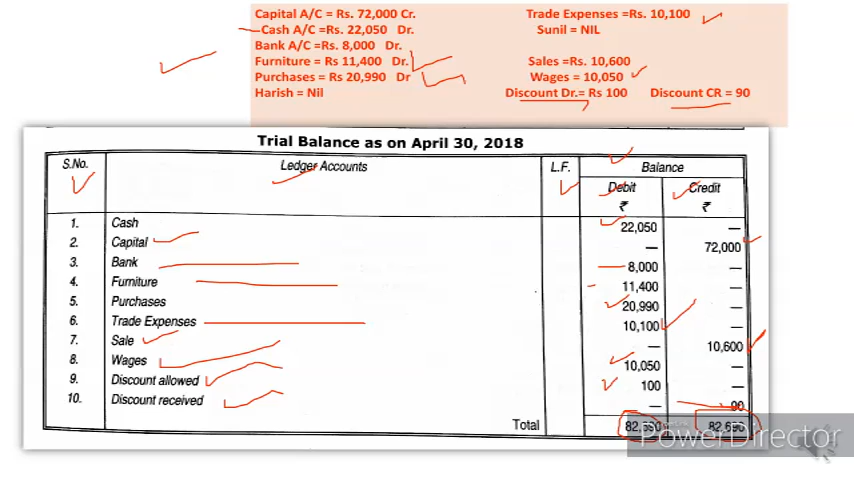 Capital A/C = Rs. 72,000 Cr. Trade Expenses =Rs. 10,100
Cash A/C =Rs. 22,050 Dr. Sunil = NIL
Bank A/C =Rs. 8,000 Dr.
Furniture = Rs 11,400 Dr. Sales =Rs. 10,600
Purchases = Rs 20,990 Dr Wages = 10,050
Harish = Nil Discount Dr.= Rs 100 Discount CR = 90
Trial Balance as on April 30, 2018
S.No. Ledger Accounts L.F. Balance
Debit Credit
₹ ₹
1. Cash 22,050 —
2. Capital — 72,000
3. Bank 8,000 —
4. Furniture 11,400 —
5. Purchases 20,990 —
6. Trade Expenses 10,100 —
7. Sale — 10,600
8. Wages 10,050 —
9. Discount allowed 100 —
10. Discount received — 90
Total 82,690 82,690
PowerDirector